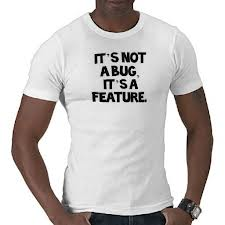 IT'S NOT
A BUG,
IT'S A
FEATURE.